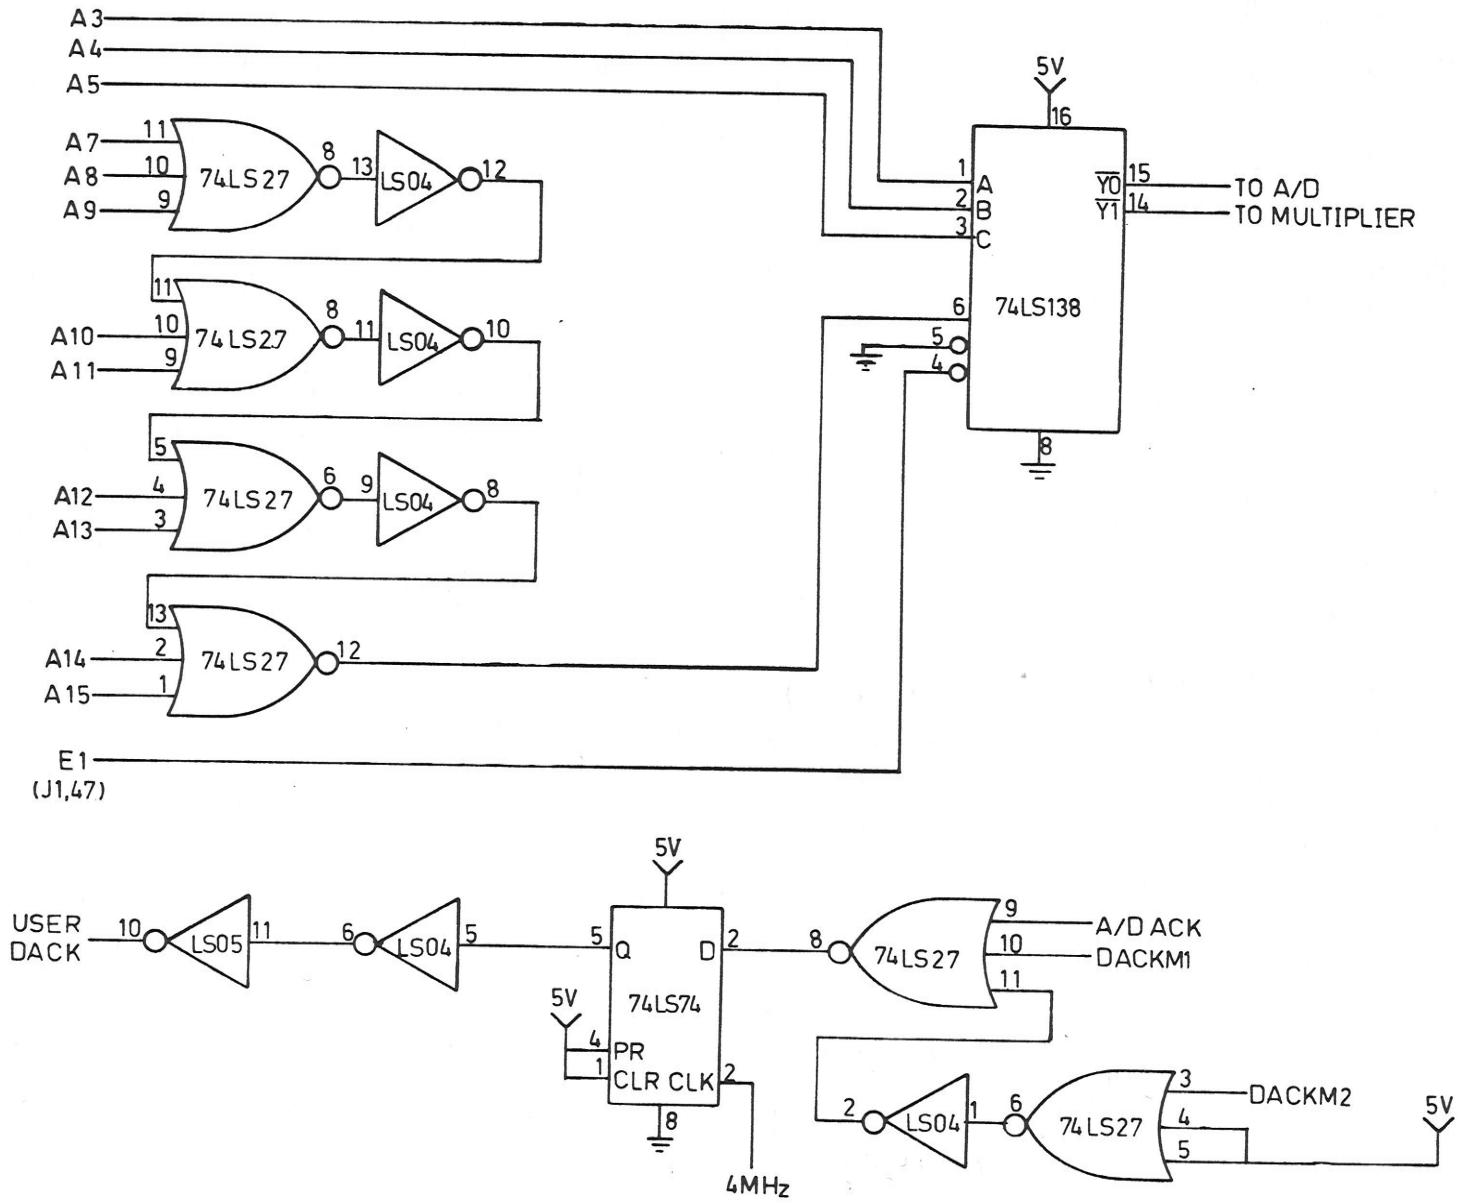 A3
A4
A5
5V
16
A7 11
A8 10
A9 9
74LS27
8
13
LS04
12
1 A
2 B
3 C
Y0 15 TO A/D
Y1 14 TO MULTIPLIER
74LS138
6
5
4
8
11
A10 10
A11 9
74LS27
8
11
LS04
10
5
A12 4
A13 3
74LS27
6
9
LS04
8
13
A14 2
A15 1
74LS27
12
E1
(J1,47)
USER
DACK
10
LS05
11
6
LS04
5
5V
5 Q
D 2
74LS74
5V
4 PR
1 CLR
CLK 2
8
4MHz
8
74LS27
9 A/D ACK
10 DACKM1
11
2
LS04
1
6
74LS27
3 DACKM2
4
5
5V